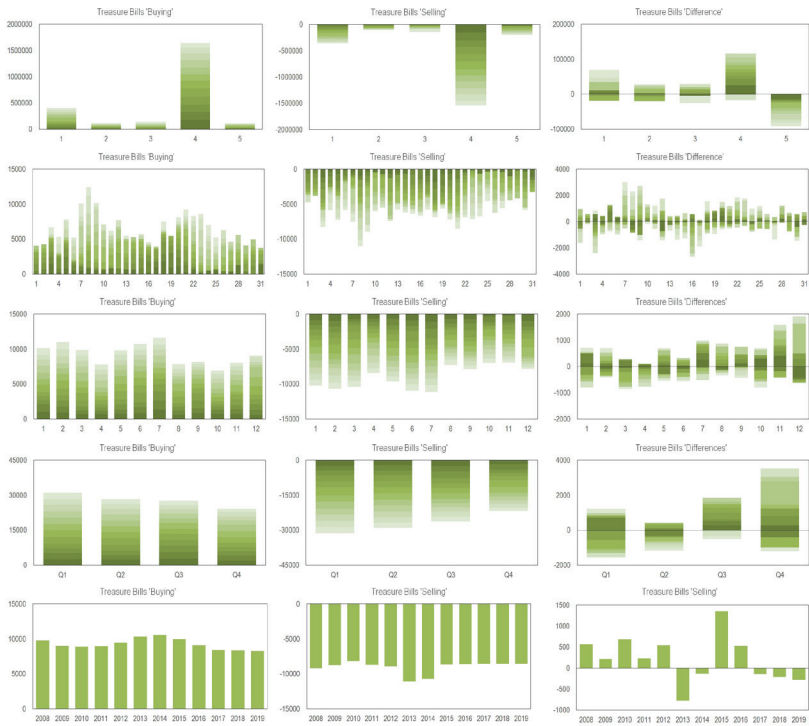 Treasure Bills 'Buying'
Treasure Bills 'Selling'
Treasure Bills 'Difference'
2000000
1500000
1000000
500000
0
1 2 3 4 5
0
-500000
-1000000
-1500000
-2000000
1 2 3 4 5
200000
100000
0
-100000
1 2 3 4 5
Treasure Bills 'Buying'
Treasure Bills 'Selling'
Treasure Bills 'Difference'
15000
10000
5000
0
1 4 7 10 13 16 19 22 25 28 31
0
-5000
-10000
-15000
1 4 7 10 13 16 19 22 25 28 31
4000
2000
0
-2000
-4000
1 4 7 10 13 16 19 22 25 28 31
Treasure Bills 'Buying'
Treasure Bills 'Selling'
Treasure Bills 'Differences'
15000
10000
5000
0
1 2 3 4 5 6 7 8 9 10 11 12
0
-5000
-10000
-15000
1 2 3 4 5 6 7 8 9 10 11 12
2000
1000
0
-1000
-2000
1 2 3 4 5 6 7 8 9 10 11 12
Treasure Bills 'Buying'
Treasure Bills 'Selling'
Treasure Bills 'Differences'
45000
30000
15000
0
Q1 Q2 Q3 Q4
0
-15000
-30000
-45000
Q1 Q2 Q3 Q4
4000
2000
0
-2000
Q1 Q2 Q3 Q4
Treasure Bills 'Buying'
Treasure Bills 'Selling'
Treasure Bills 'Selling'
15000
10000
5000
0
2008 2009 2010 2011 2012 2013 2014 2015 2016 2017 2018 2019
0
-5000
-10000
-15000
2008 2009 2010 2011 2012 2013 2014 2015 2016 2017 2018 2019
1500
1000
500
0
-500
-1000
2008 2009 2010 2011 2012 2013 2014 2015 2016 2017 2018 2019